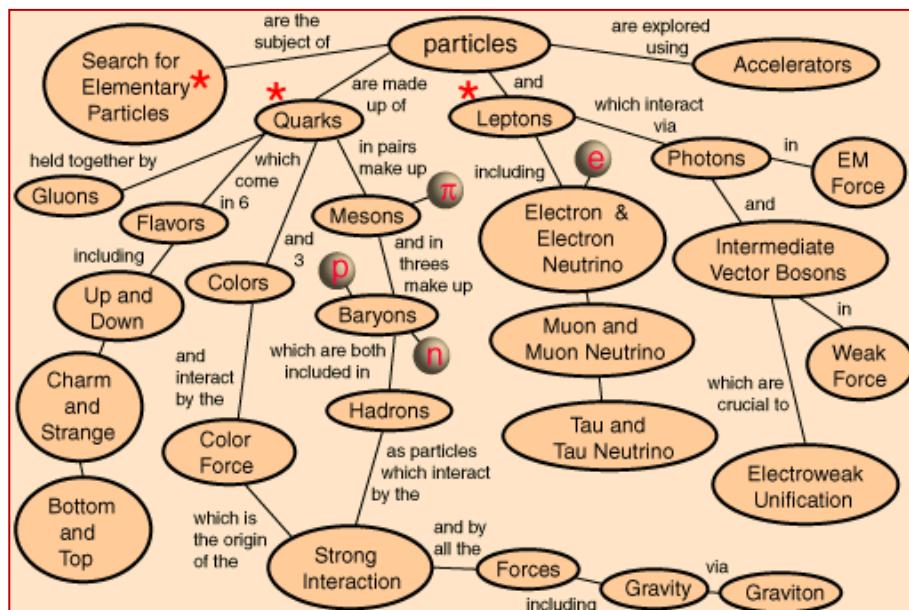 are the
subject of
particles
are explored
using
Search for
Elementary
Particles
*
*
Quarks
are made
up of
and
*
Leptons
Accelerators
which interact
via
Photons
in
EM
Force
held together by
Gluons
which
come
in 6
Flavors
in pairs
make up
π
Mesons
including
e
Electron &
Electron
Neutrino
and
Intermediate
Vector Bosons
including
Up and
Down
Colors
and
3
p
and in
threes
make up
Baryons
n
Muon and
Muon Neutrino
in
Weak
Force
Charm
and
Strange
and
interact
by the
which are both
included in
Hadrons
Tau and
Tau Neutrino
which are
crucial to
Color
Force
as particles
which interact
by the
Electroweak
Unification
Bottom
and
Top
which is
the origin
of the
Strong
Interaction
and by
all the
Forces
including
Gravity
via
Graviton